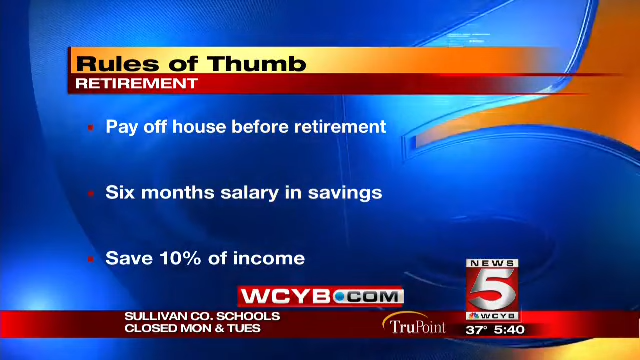 Rules of Thumb
RETIREMENT
Pay off house before retirement
Six months salary in savings
Save 10% of income
WCYB.COM
NEWS
5
WCYB
SULLIVAN CO. SCHOOLS
CLOSED MON & TUES
TruPoint
37° 5:40